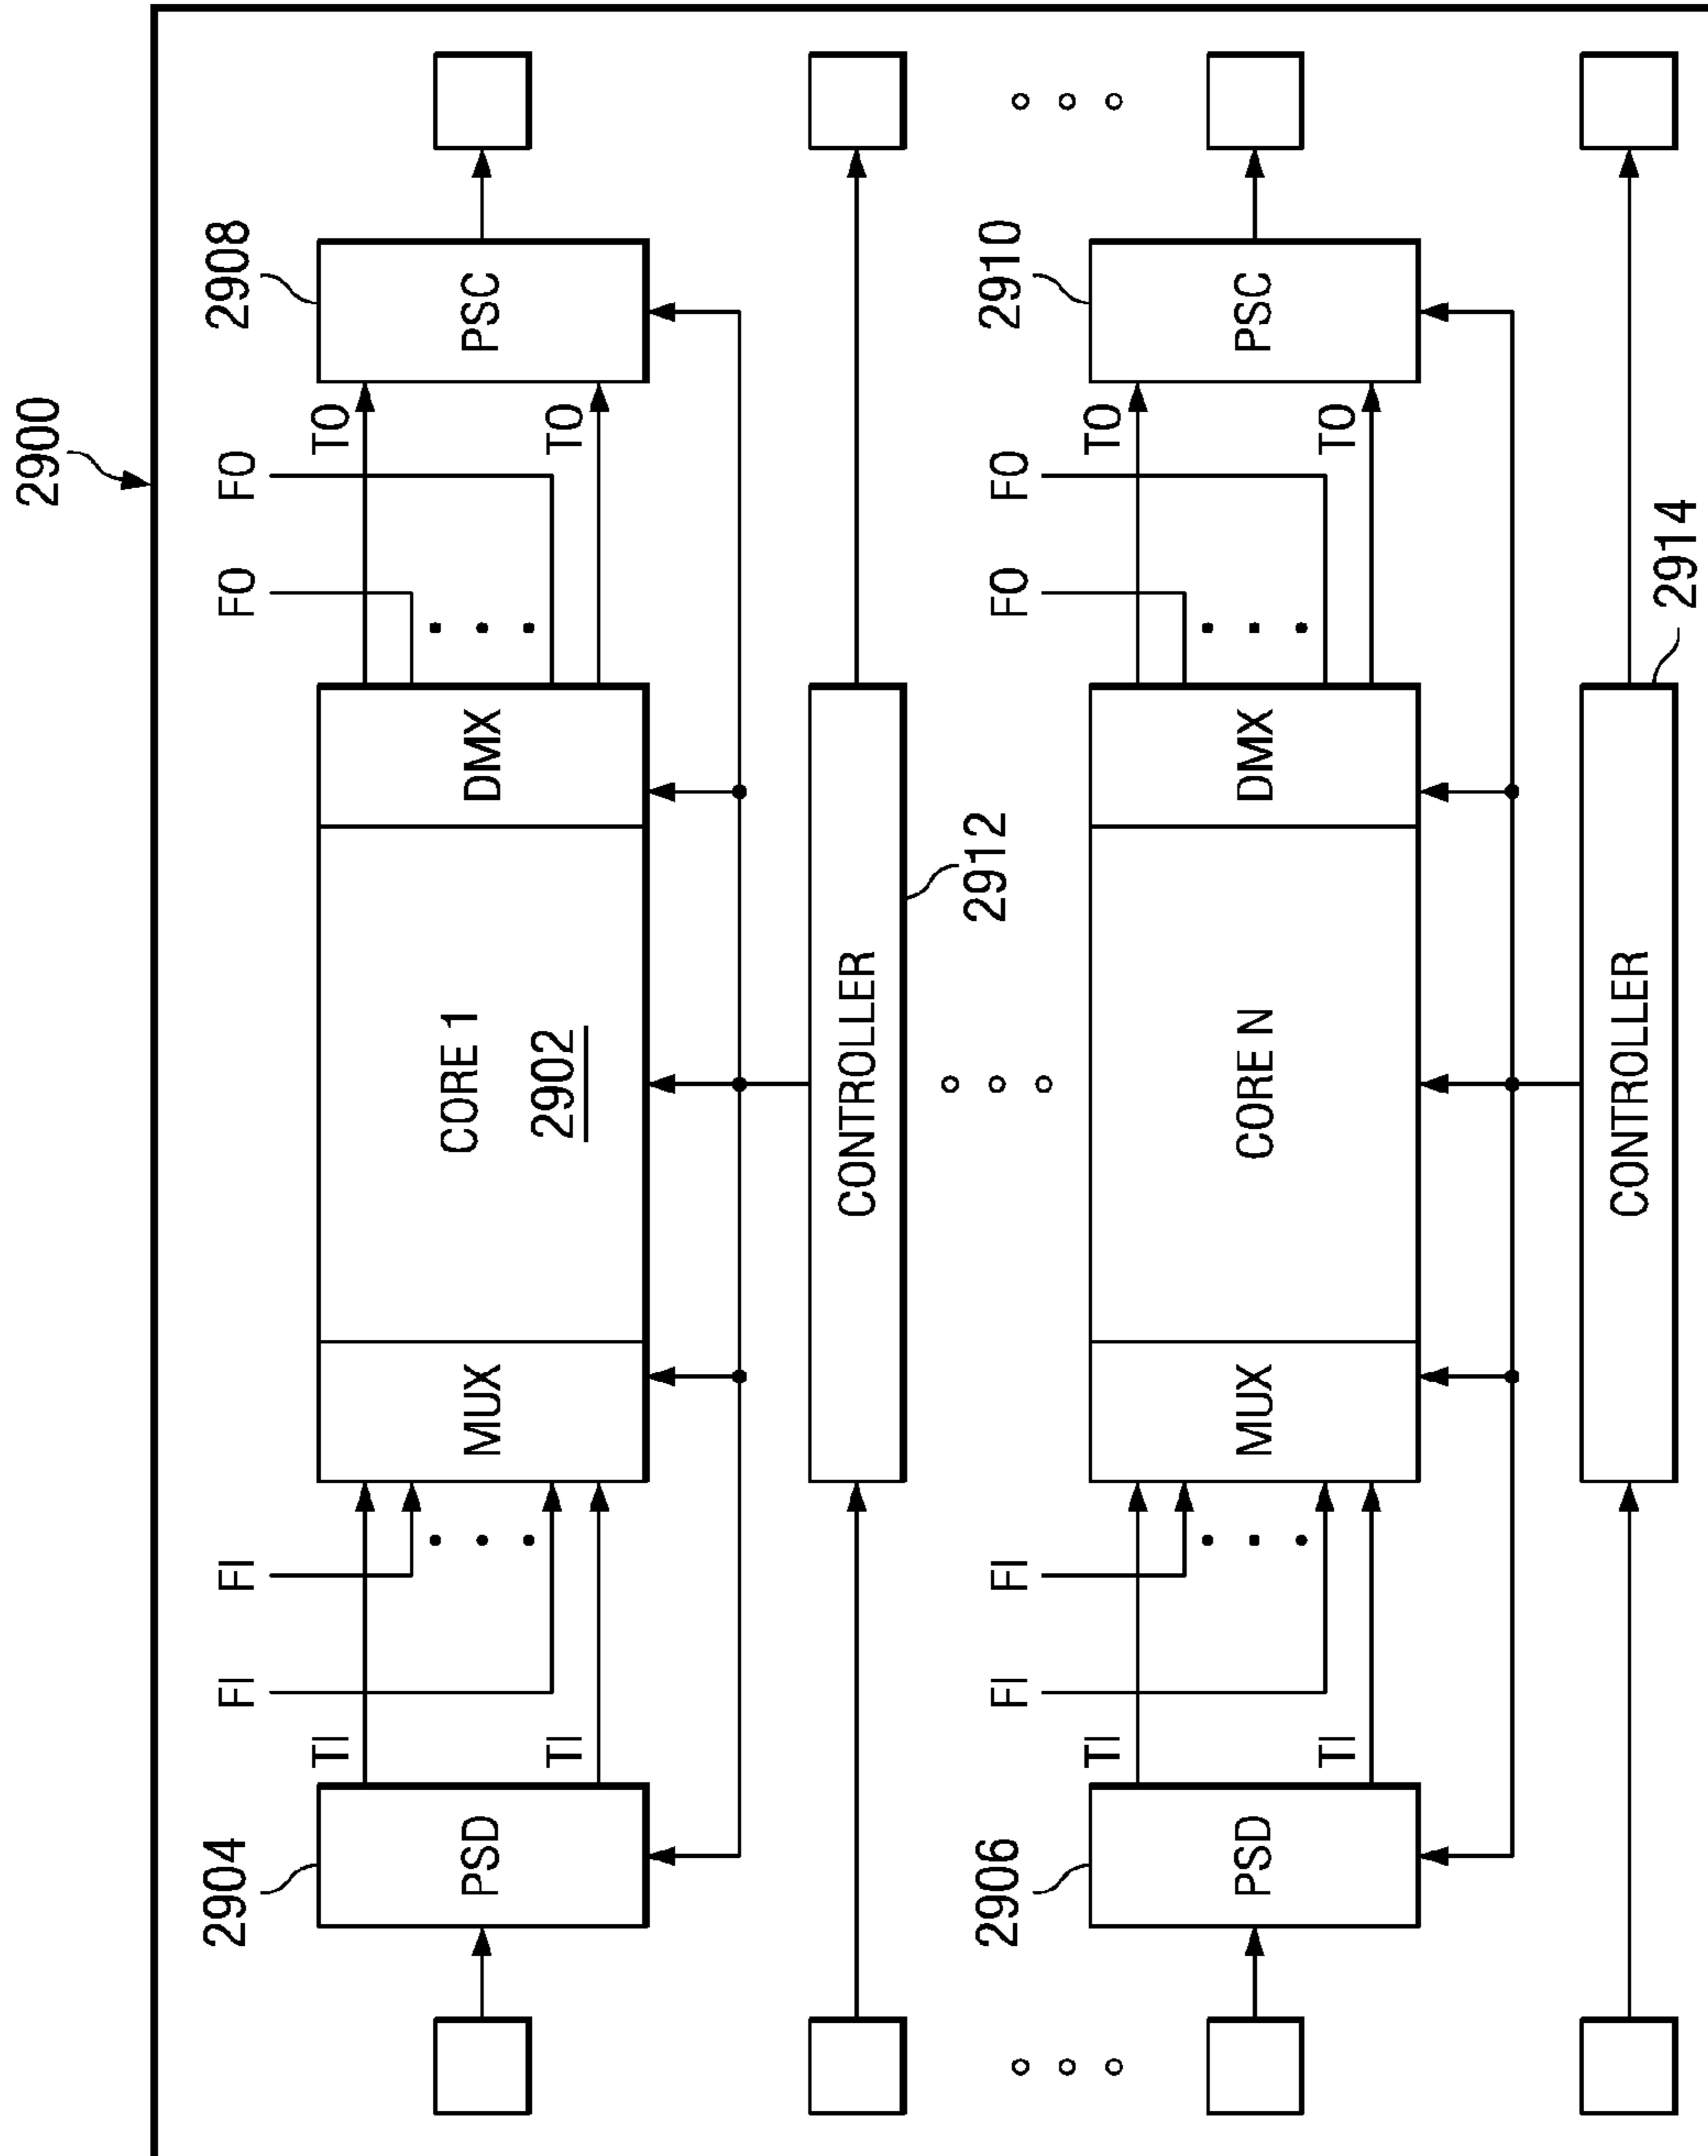 2900
2904
PSD
TI
TI
FI
FI
MUX
CORE 1
2902
DMX
FO
FO
TO
TO
2908
PSC
CONTROLLER
2912
2906
PSD
TI
TI
FI
FI
MUX
CORE N
DMX
FO
FO
TO
TO
2910
PSC
CONTROLLER
2914